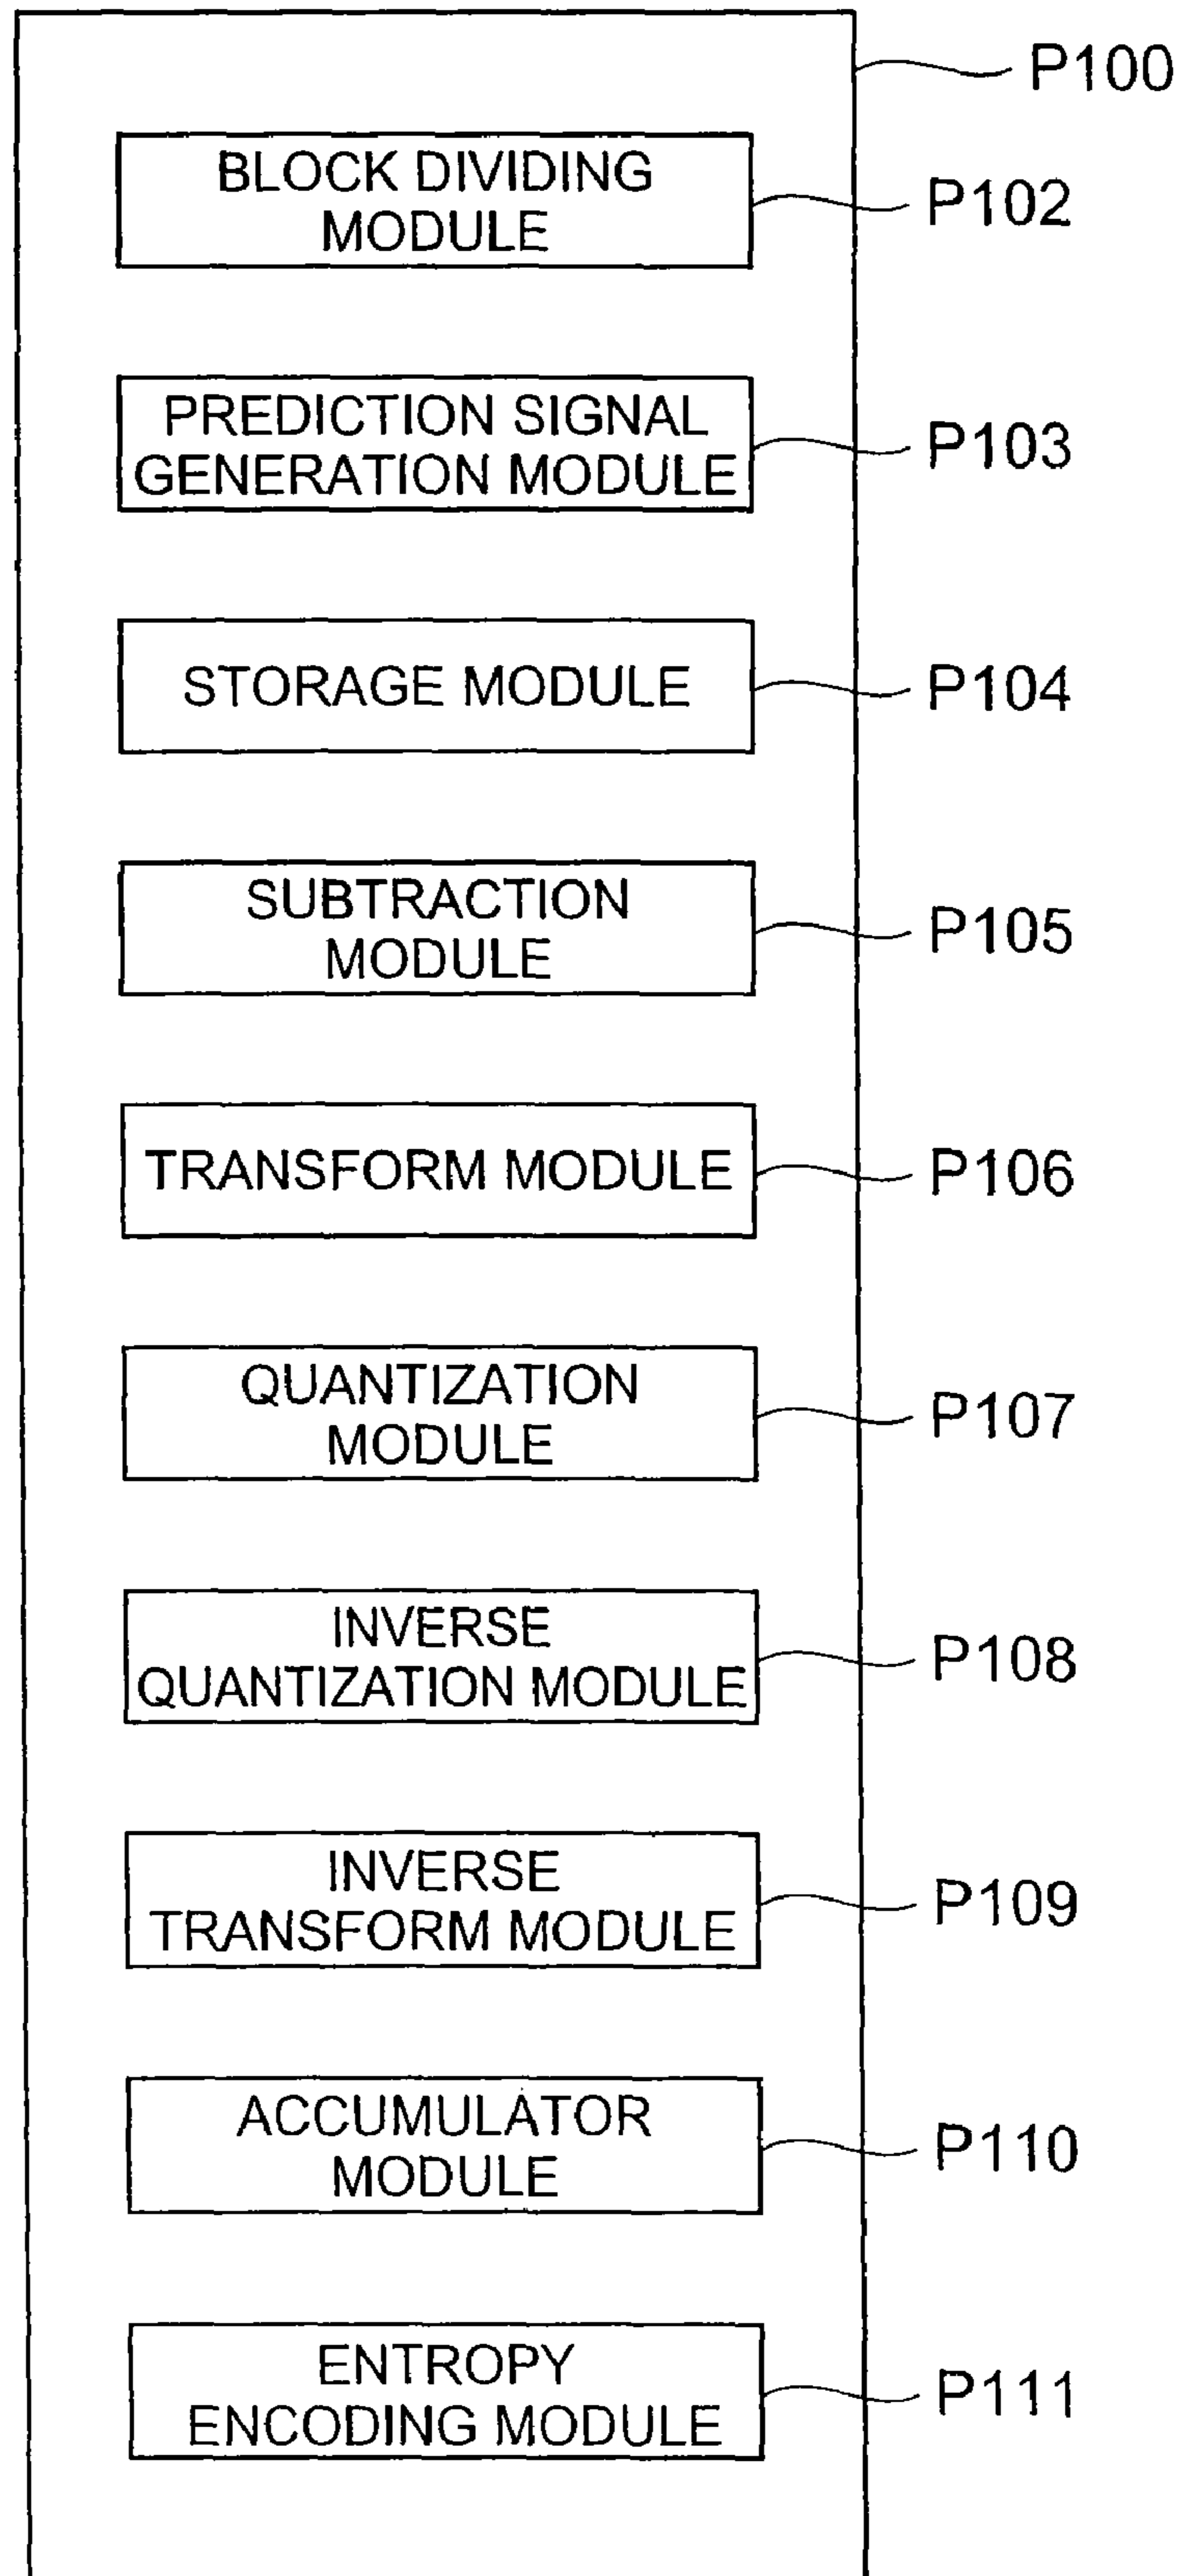 P100
BLOCK DIVIDING
MODULE
P102
PREDICTION SIGNAL
GENERATION MODULE
P103
STORAGE MODULE
P104
SUBTRACTION
MODULE
P105
TRANSFORM MODULE
P106
QUANTIZATION
MODULE
P107
INVERSE
QUANTIZATION MODULE
P108
INVERSE
TRANSFORM MODULE
P109
ACCUMULATOR
MODULE
P110
ENTROPY
ENCODING MODULE
P111